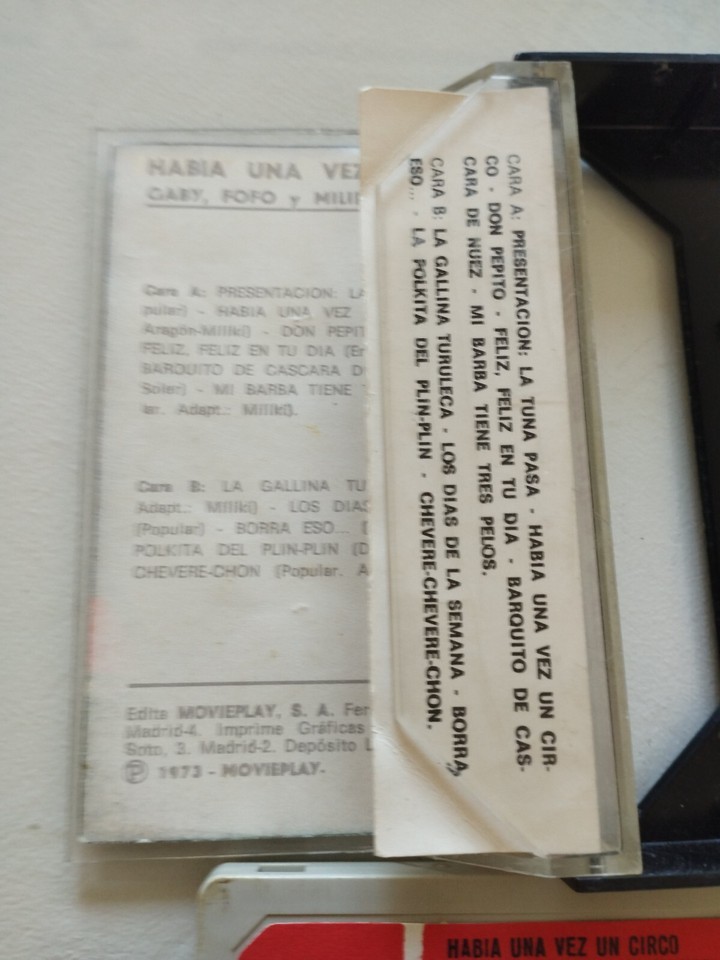 HABIA UNA VEZ
GABY, FOFO y MILIK
Cara A: PRESENTACION: LA
pular) - HABIA UNA VEZ
Aragón-Miliki) - DON PEPIT
FELIZ, FELIZ EN TU DIA (Er
BARQUITO DE CASCARA D
Soler) - MI BARBA TIENE
lar. Adapt.: Miliki).
Cara B: LA GALLINA TU
Adapt.: Miliki) - LOS DIAS
(Popular) - BORRA ESO... (
POLKITA DEL PLIN-PLIN (D
CHEVERE-CHON (Popular. A
Edita MOVIEPLAY, S. A. Fer
Madrid-4. Imprime Gráficas
Soto, 3. Madrid-2. Depósito L
Ⓟ 1973 - MOVIEPLAY.
CARA A: PRESENTACION: LA TUNA PASA - HABIA UNA VEZ UN CIR-
CO - DON PEPITO - FELIZ, FELIZ EN TU DIA - BARQUITO DE CAS-
CARA DE NUEZ - MI BARBA TIENE TRES PELOS.
CARA B: LA GALLINA TURULECA - LOS DIAS DE LA SEMANA - BORRA
ESO... - LA POLKITA DEL PLIN-PLIN - CHEVERE-CHEVERE-CHON.
HABIA UNA VEZ UN CIRCO